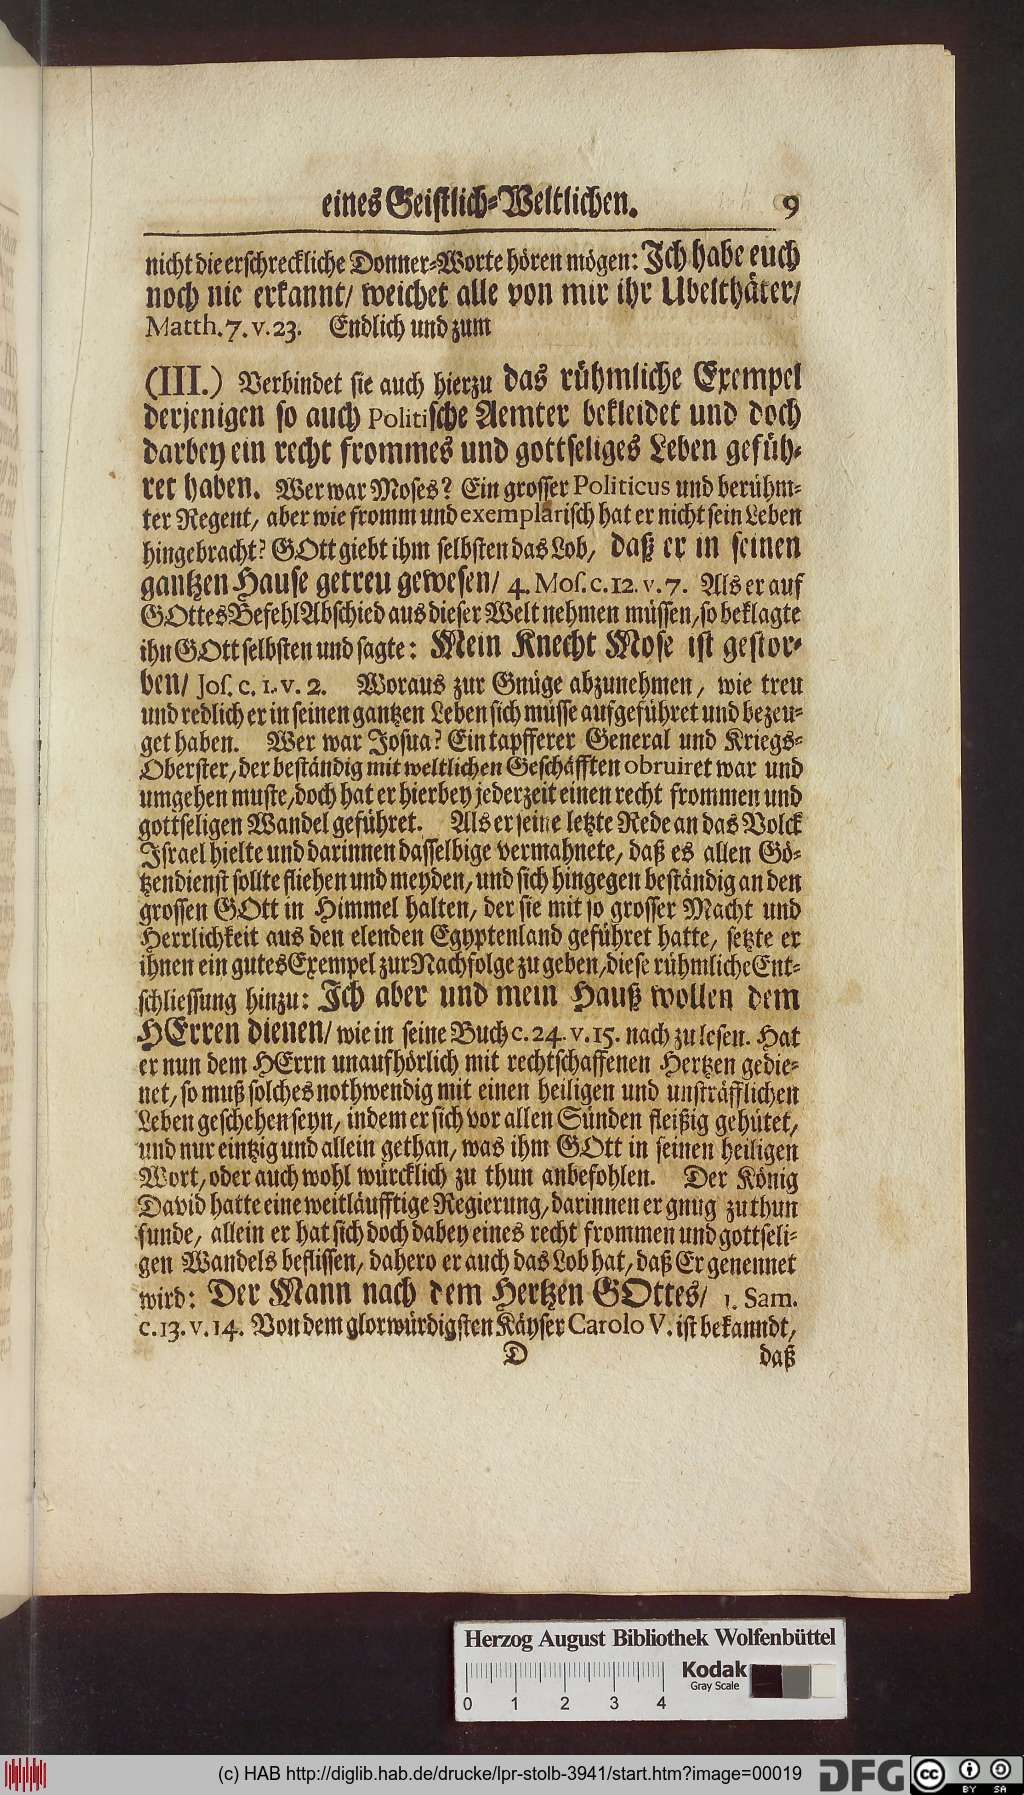 eines Geistlich-Weltlichen. 9
nicht die erschreckliche Donner-Worte hören mögen: Ich habe euch
noch nie erkannt/ weichet alle von mir ihr Ubelthäter/
Matth. 7. v. 23. Endlich und zum
(III.) Verbindet sie auch hierzu das rühmliche Exempel
derjenigen so auch Politische Aemter bekleidet und doch
darbey ein recht frommes und gottseliges Leben gefüh-
ret haben. Wer war Moses? Ein grosser Politicus und berühm-
ter Regent, aber wie fromm und exemplarisch hat er nicht sein Leben
hingebracht? GOtt giebt ihm selbsten das Lob, daß er in seinen
gantzen Hause getreu gewesen/ 4. Mos. c. 12. v. 7. Als er auf
GOttes Befehl Abschied aus dieser Welt nehmen müssen, so beklagte
ihn GOtt selbsten und sagte: Mein Knecht Mose ist gestor-
ben/ Jos. c. 1. v. 2. Woraus zur Gnüge abzunehmen, wie treu
und redlich er in seinen gantzen Leben sich müsse aufgeführet und bezeu-
get haben. Wer war Josua? Ein tapfferer General und Kriegs-
Oberster, der beständig mit weltlichen Geschäfften obruiret war und
umgehen muste, doch hat er hierbey jederzeit einen recht frommen und
gottseligen Wandel geführet. Als er seine letzte Rede an das Volck
Israel hielte und darinnen dasselbige vermahnete, daß es allen Gö-
tzendienst sollte fliehen und meyden, und sich hingegen beständig an den
grossen GOtt in Himmel halten, der sie mit so grosser Macht und
Herrlichkeit aus den elenden Egyptenland geführet hatte, setzte er
ihnen ein gutes Exempel zur Nachfolge zu geben, diese rühmliche Ent-
schliessung hinzu: Ich aber und mein Hauß wollen dem
HErren dienen/ wie in seine Buch c. 24. v. 15. nach zu lesen. Hat
er nun dem HErrn unaufhörlich mit rechtschaffenen Hertzen gedie-
net, so muß solches nothwendig mit einen heiligen und unsträfflichen
Leben geschehen seyn, indem er sich vor allen Sünden fleißig gehütet,
und nur eintzig und allein gethan, was ihm GOtt in seinen heiligen
Wort, oder auch wohl würcklich zu thun anbefohlen. Der König
David hatte eine weitläufftige Regierung, darinnen er gnug zu thun
funde, allein er hat sich doch dabey eines recht frommen und gottseli-
gen Wandels beflissen, dahero er auch das Lob hat, daß Er genennet
wird: Der Mann nach dem Hertzen GOttes/ 1. Sam.
c. 13. v. 14. Von dem glorwürdigsten Käyser Carolo V. ist bekanndt,
D daß
Herzog August Bibliothek Wolfenbüttel
Kodak
Gray Scale
0 1 2 3 4
(c) HAB http://diglib.hab.de/drucke/lpr-stolb-3941/start.htm?image=00019
DFG
cc BY SA